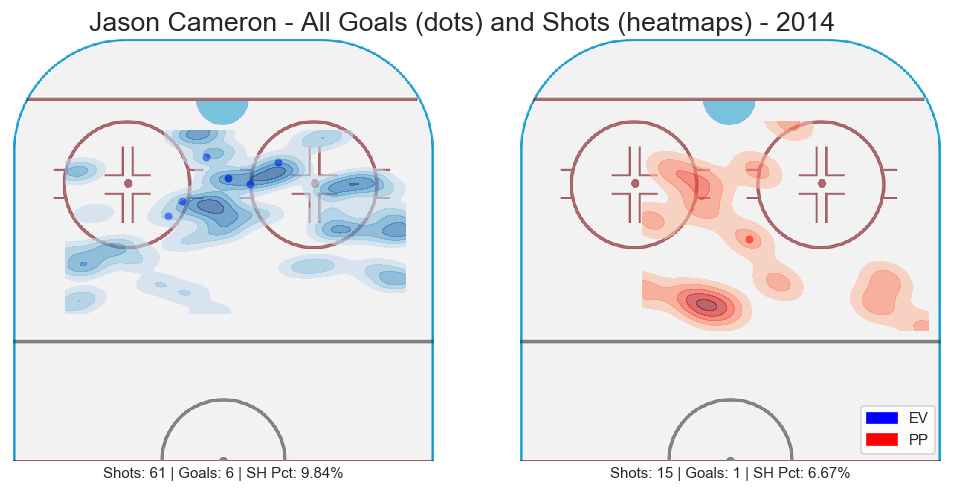 Jason Cameron - All Goals (dots) and Shots (heatmaps) - 2014
EV
PP
Shots: 61 | Goals: 6 | SH Pct: 9.84%
Shots: 15 | Goals: 1 | SH Pct: 6.67%